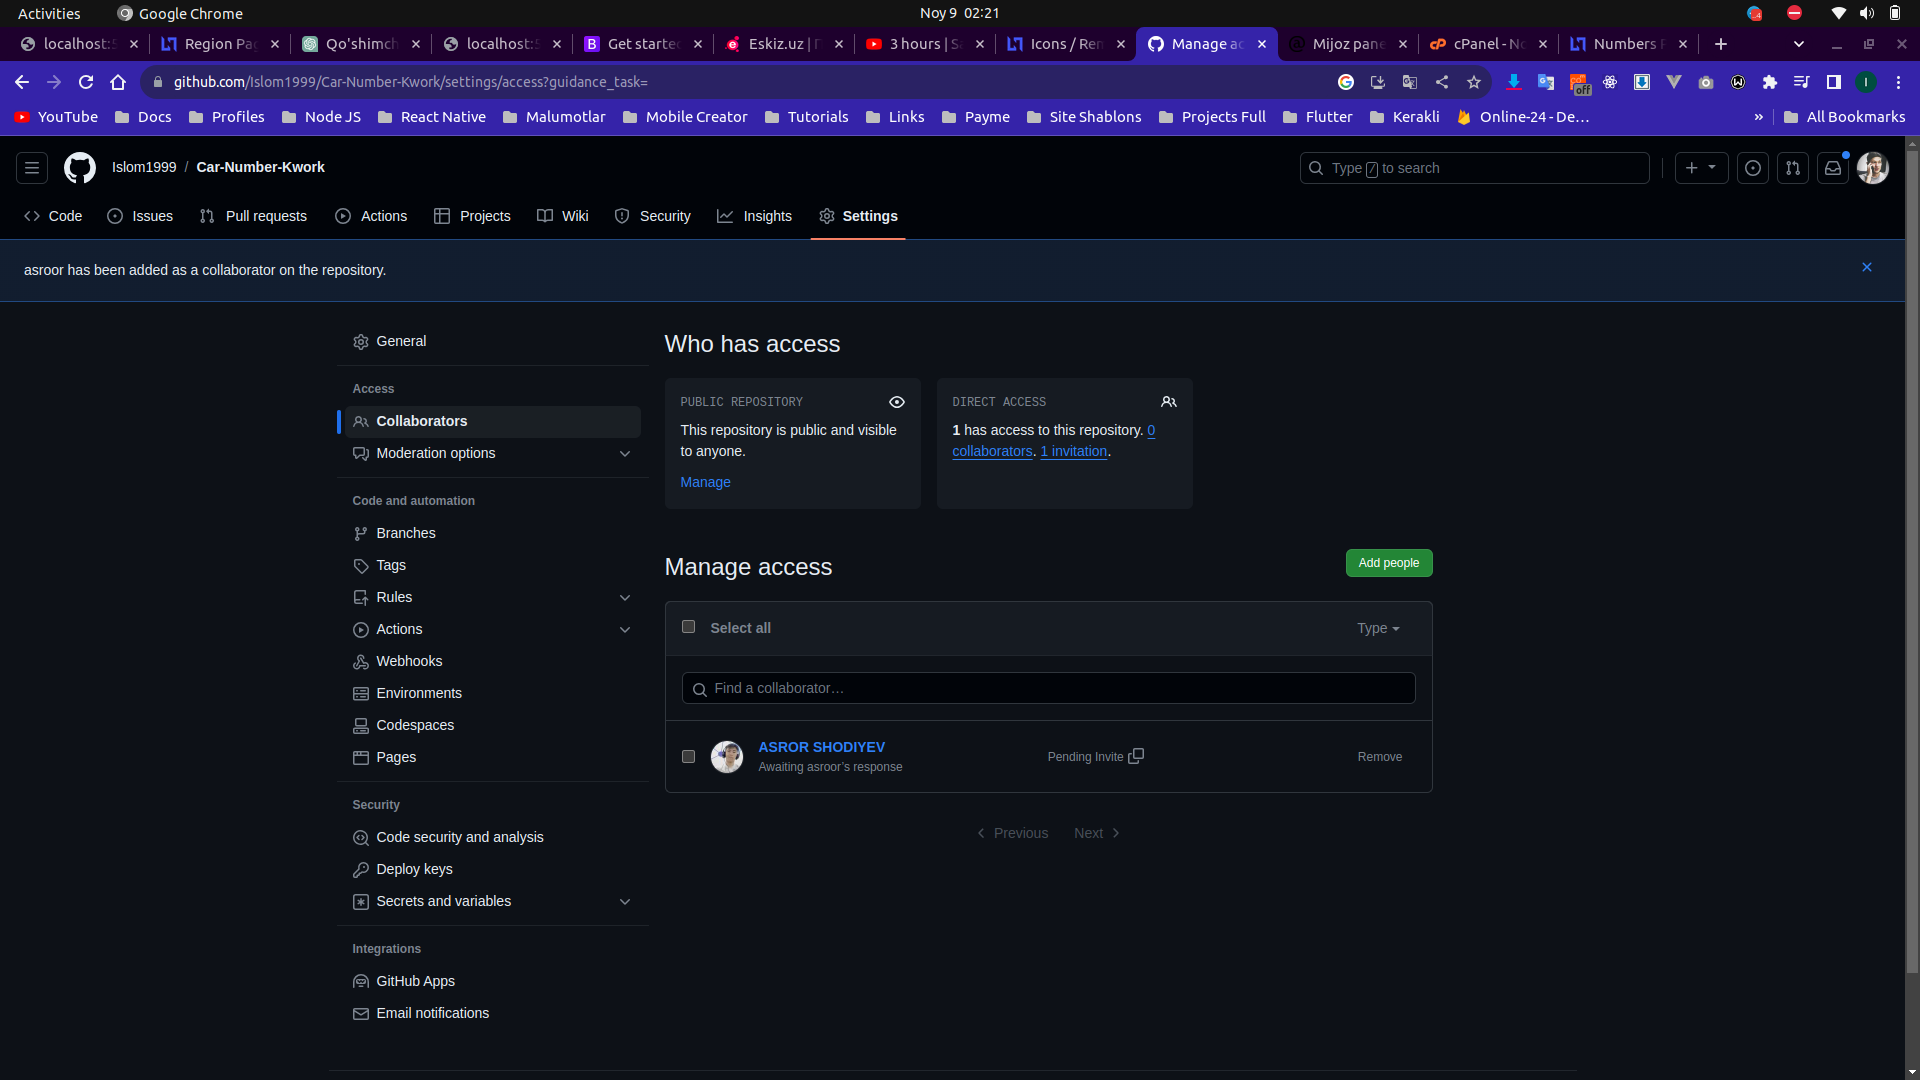 Activities
Google Chrome
Noy 9 02:21
localhost:5
Region Pag
Qo'shimch
localhost:5
Get started
Eskiz.uz |
3 hours | S
Icons / Rem
Manage ac
Mijoz pane
cPanel - No
Numbers P
github.com/Islom1999/Car-Number-Kwork/settings/access?guidance_task=
off
I
YouTube
Docs
Profiles
Node JS
React Native
Malumotlar
Mobile Creator
Tutorials
Links
Payme
Site Shablons
Projects Full
Flutter
Kerakli
Online-24 - De…
»
All Bookmarks
Islom1999 / Car-Number-Kwork
Type / to search
Code
Issues
Pull requests
Actions
Projects
Wiki
Security
Insights
Settings
asroor has been added as a collaborator on the repository.
General
Access
Collaborators
Moderation options
Code and automation
Branches
Tags
Rules
Actions
Webhooks
Environments
Codespaces
Pages
Security
Code security and analysis
Deploy keys
Secrets and variables
Integrations
GitHub Apps
Email notifications
Who has access
PUBLIC REPOSITORY
This repository is public and visible
to anyone.
Manage
DIRECT ACCESS
1 has access to this repository. 0
collaborators. 1 invitation.
Manage access
Add people
Select all
Type
Find a collaborator…
ASROR SHODIYEV
Awaiting asroor’s response
Pending Invite
Remove
Previous
Next